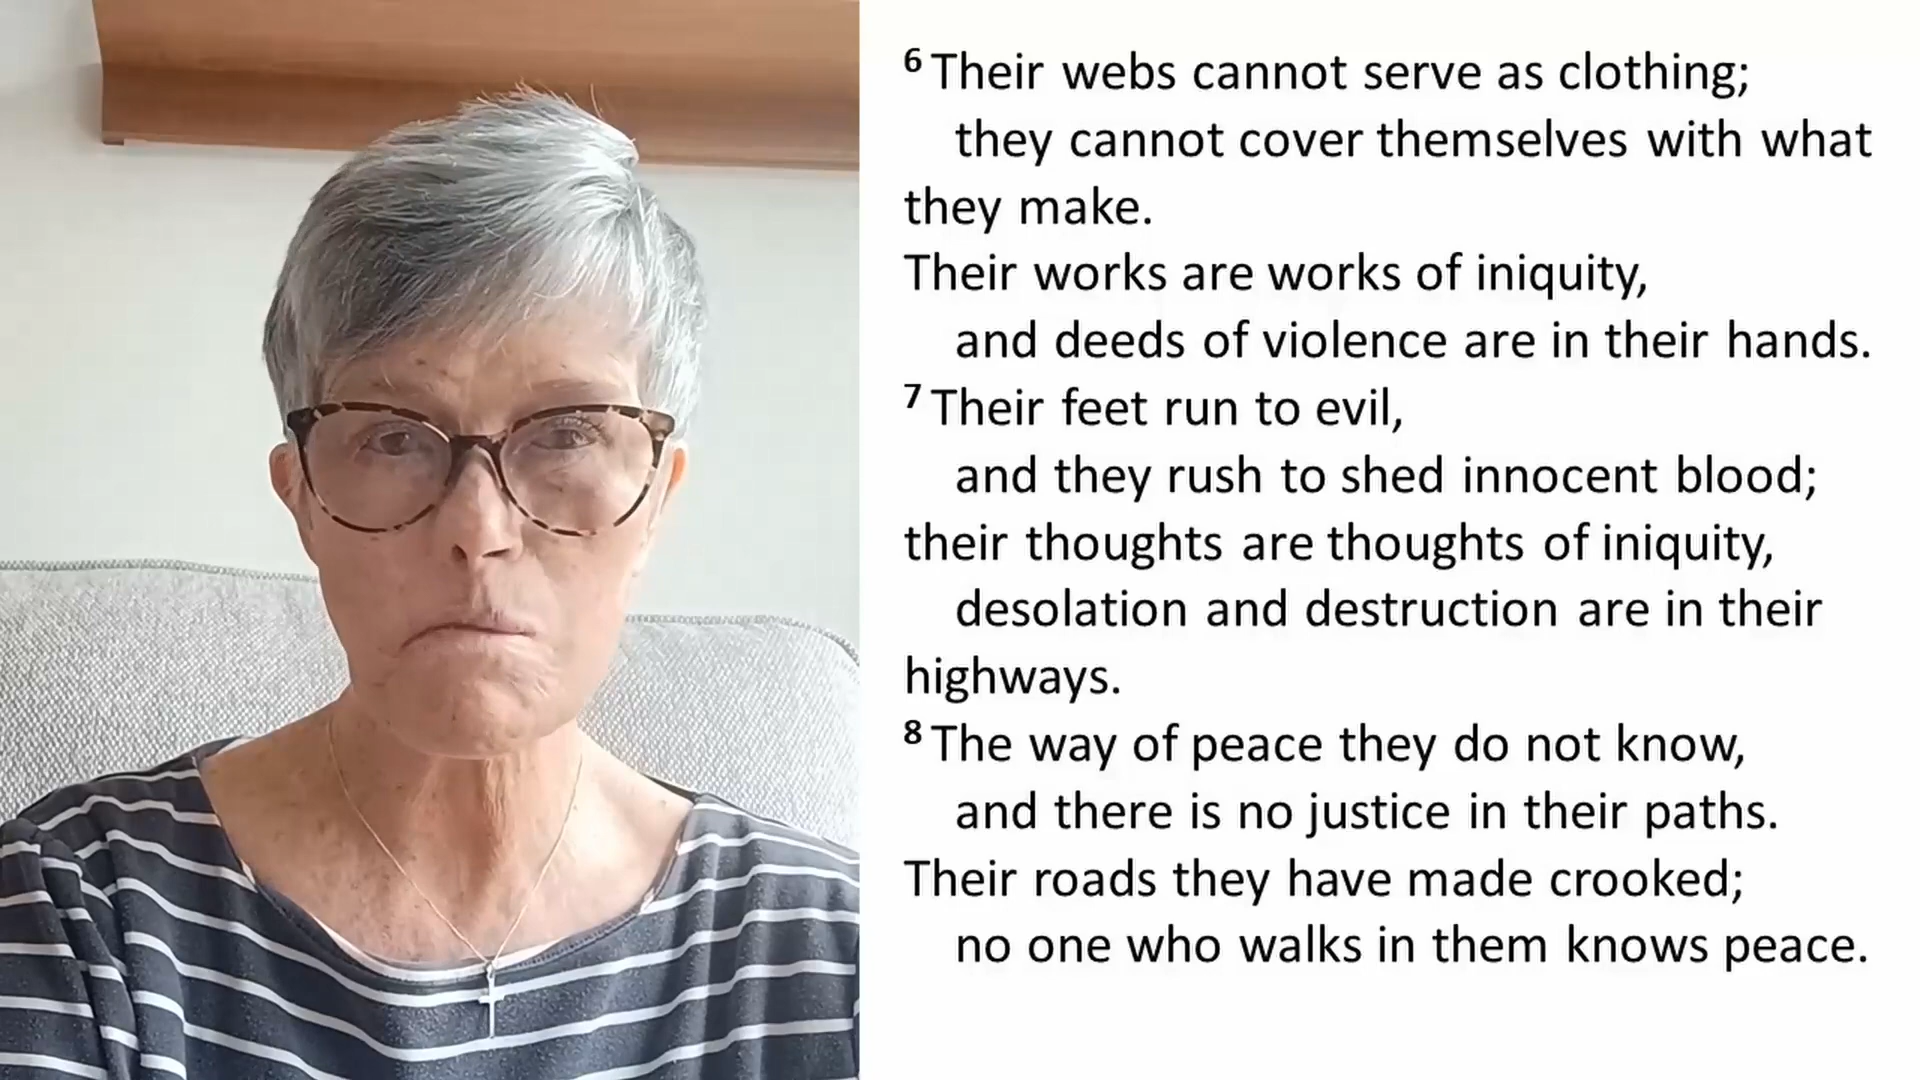 6 Their webs cannot serve as clothing;
they cannot cover themselves with what
they make.
Their works are works of iniquity,
and deeds of violence are in their hands.
7 Their feet run to evil,
and they rush to shed innocent blood;
their thoughts are thoughts of iniquity,
desolation and destruction are in their
highways.
8 The way of peace they do not know,
and there is no justice in their paths.
Their roads they have made crooked;
no one who walks in them knows peace.